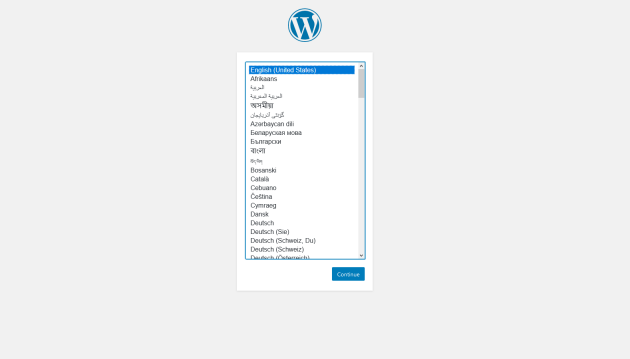 English (United States)
Afrikaans
العربية
العربية المغربية
অসমীয়া
گؤنئی آذربایجان
Azərbaycan dili
Беларуская мова
Български
বাংলা
བོད་ཡིག
Bosanski
Català
Cebuano
Čeština
Cymraeg
Dansk
Deutsch
Deutsch (Sie)
Deutsch (Schweiz, Du)
Deutsch (Schweiz)
Deutsch (Österreich)
Continue